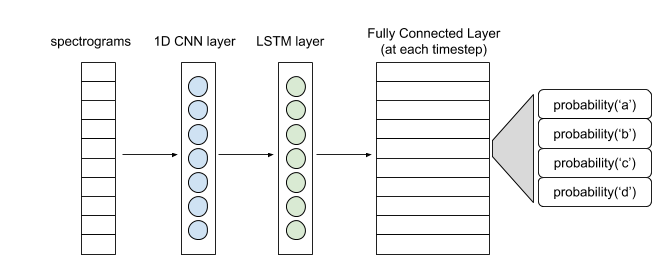 spectrograms
1D CNN layer
LSTM layer
Fully Connected Layer
(at each timestep)
probability(‘a’)
probability(‘b’)
probability(‘c’)
probability(‘d’)